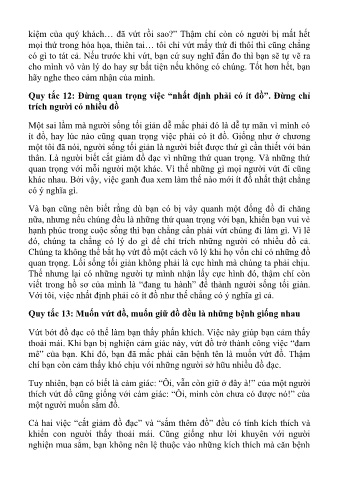 kiệm của quý khách… đã vứt rồi sao?” Thậm chí còn có người bị mất hết
mọi thứ trong hỏa họa, thiên tai… tôi chỉ vứt mấy thứ đi thôi thì cũng chẳng
có gì to tát cả. Nếu trước khi vứt, bạn cứ suy nghĩ đắn đo thì bạn sẽ tự vẽ ra
cho mình vô vàn lý do hay sự bất tiện nếu không có chúng. Tốt hơn hết, bạn
hãy nghe theo cảm nhận của mình.
Quy tắc 12: Đừng quan trọng việc “nhất định phải có ít đồ”. Đừng chỉ
trích người có nhiều đồ
Một sai lầm mà người sống tối giản dễ mắc phải đó là dễ tự mãn vì mình có
ít đồ, hay lúc nào cũng quan trọng việc phải có ít đồ. Giống như ở chương
một tôi đã nói, người sống tối giản là người biết được thứ gì cần thiết với bản
thân. Là người biết cắt giảm đồ đạc vì những thứ quan trọng. Và những thứ
quan trọng với mỗi người một khác. Vì thế những gì mọi người vứt đi cũng
khác nhau. Bởi vậy, việc ganh đua xem làm thế nào mới ít đồ nhất thật chẳng
có ý nghĩa gì.
Và bạn cũng nên biết rằng dù bạn có bị vây quanh một đống đồ đi chăng
nữa, nhưng nếu chúng đều là những thứ quan trọng với bạn, khiến bạn vui vẻ
hạnh phúc trong cuộc sống thì bạn chẳng cần phải vứt chúng đi làm gì. Vì lẽ
đó, chúng ta chẳng có lý do gì để chỉ trích những người có nhiều đồ cả.
Chúng ta không thể bắt họ vứt đồ một cách vô lý khi họ vốn chỉ có những đồ
quan trọng. Lối sống tối giản không phải là cực hình mà chúng ta phải chịu.
Thế nhưng lại có những người tự mình nhận lấy cực hình đó, thậm chí còn
viết trong hồ sơ của mình là “đang tu hành” để thành người sống tối giản.
Với tôi, việc nhất định phải có ít đồ như thế chẳng có ý nghĩa gì cả.
Quy tắc 13: Muốn vứt đồ, muốn giữ đồ đều là những bệnh giống nhau
Vứt bớt đồ đạc có thể làm bạn thấy phấn khích. Việc này giúp bạn cảm thấy
thoải mái. Khi bạn bị nghiện cảm giác này, vứt đồ trở thành công việc “đam
mê” của bạn. Khi đó, bạn đã mắc phải căn bệnh tên là muốn vứt đồ. Thậm
chí bạn còn cảm thấy khó chịu với những người sở hữu nhiều đồ đạc.
Tuy nhiên, bạn có biết là cảm giác: “Ôi, vẫn còn giữ ở đây à!” của một người
thích vứt đồ cũng giống với cảm giác: “Ôi, mình còn chưa có được nó!” của
một người muốn sắm đồ.
Cả hai việc “cắt giảm đồ đạc” và “sắm thêm đồ” đều có tính kích thích và
khiến con người thấy thoải mái. Cũng giống như lời khuyên với người
nghiện mua sắm, bạn không nên lệ thuộc vào những kích thích mà căn bệnh